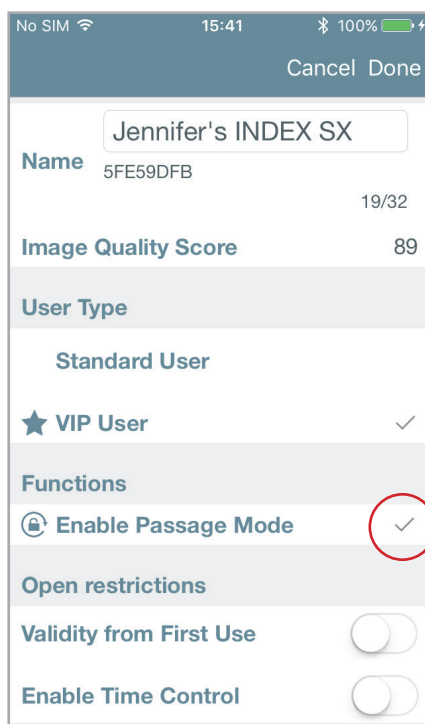 No SIM 15:41 100%
Cancel Done
Jennifer's INDEX SX
Name
5FE59DFB
19/32
Image Quality Score 89
User Type
Standard User
VIP User
Functions
Enable Passage Mode
Open restrictions
Validity from First Use
Enable Time Control